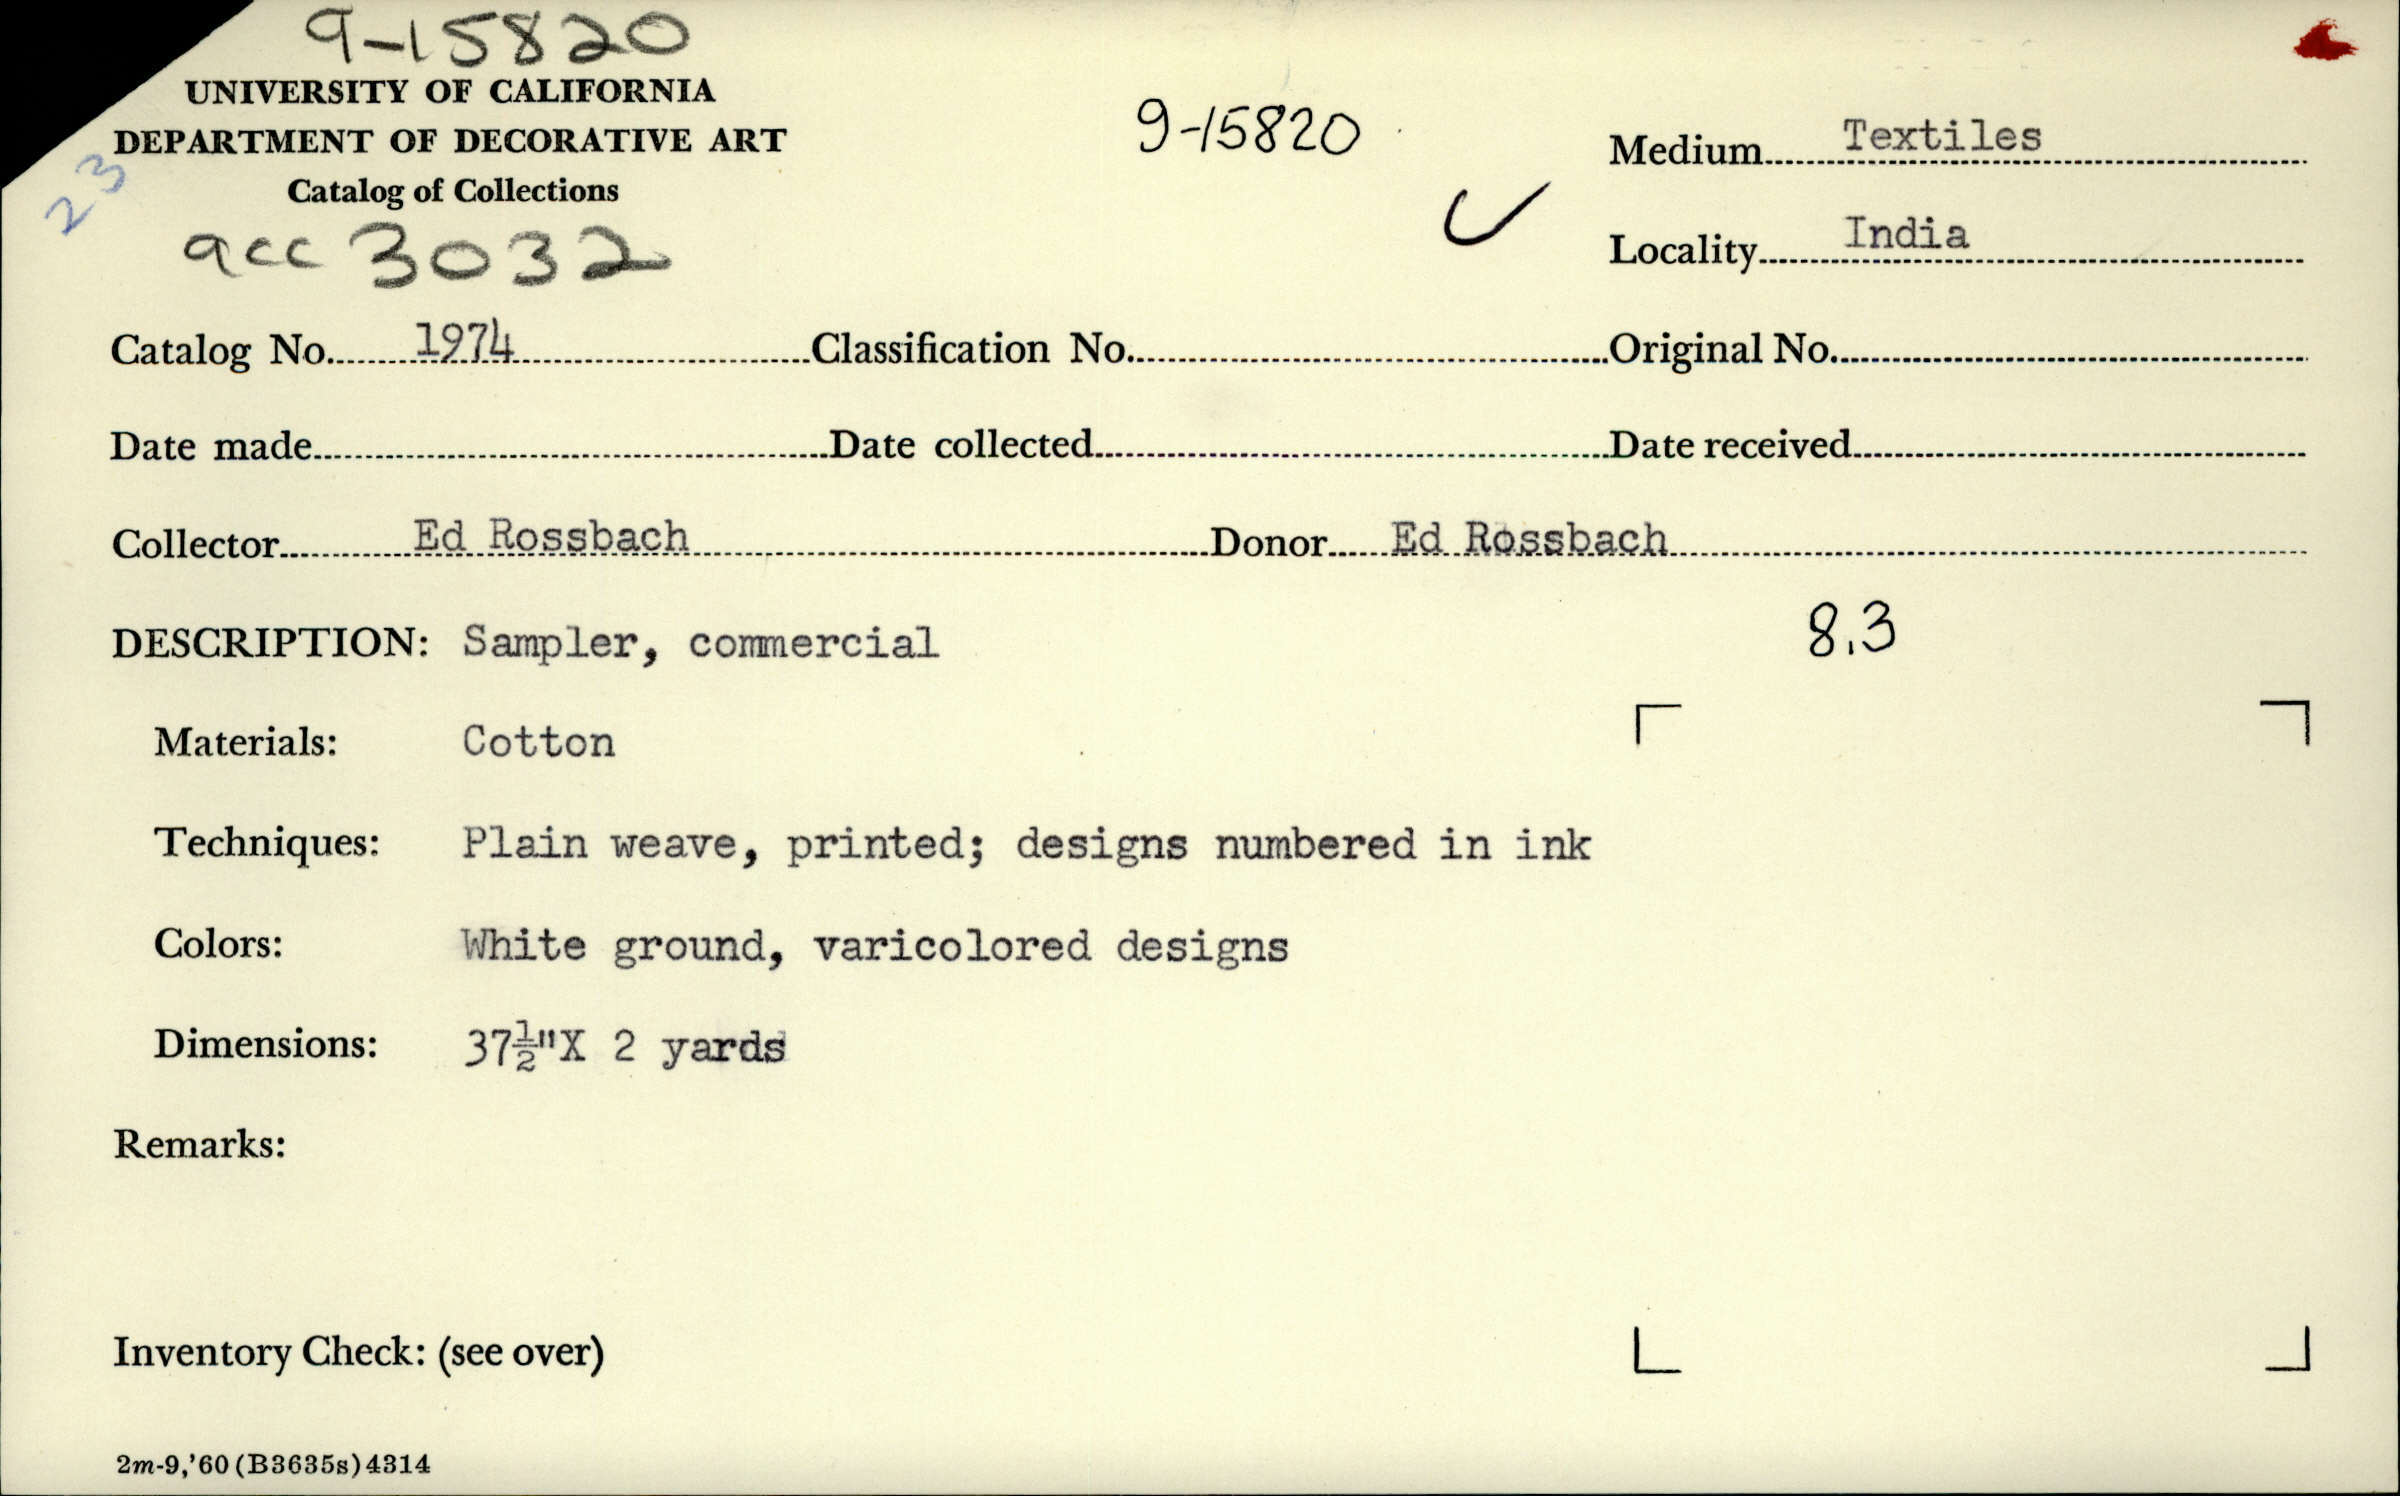 9-15820
UNIVERSITY OF CALIFORNIA
DEPARTMENT OF DECORATIVE ART
Catalog of Collections
23
acc 3032
9-15820
Medium Textiles
Locality India
Catalog No. 1974 Classification No. Original No.
Date made Date collected Date received
Collector Ed Rossbach Donor Ed Rossbach
DESCRIPTION: Sampler, commercial 8.3
Materials: Cotton
Techniques: Plain weave, printed; designs numbered in ink
Colors: White ground, varicolored designs
Dimensions: 37½"X 2 yards
Remarks:
Inventory Check: (see over)
2m-9,'60(B3635s)4314